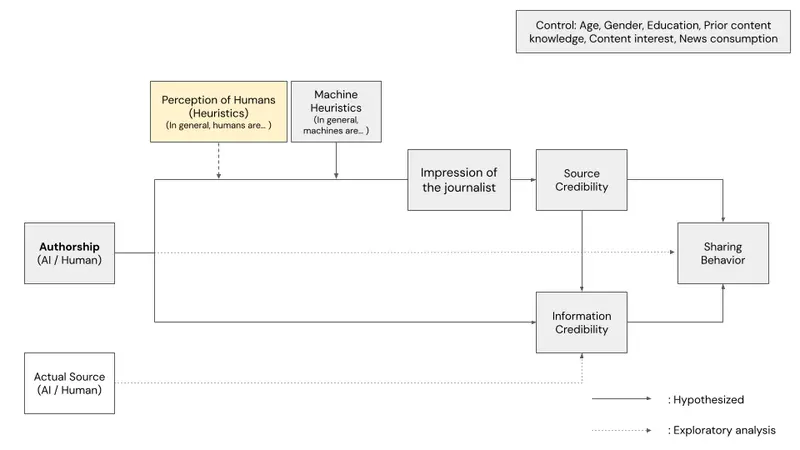 Control: Age, Gender, Education, Prior content
knowledge, Content interest, News consumption
Perception of Humans
(Heuristics)
(In general, humans are... )
Machine
Heuristics
(In general,
machines are... )
Impression of
the journalist
Source
Credibility
Authorship
(AI / Human)
Sharing
Behavior
Information
Credibility
Actual Source
(AI / Human)
: Hypothesized
: Exploratory analysis